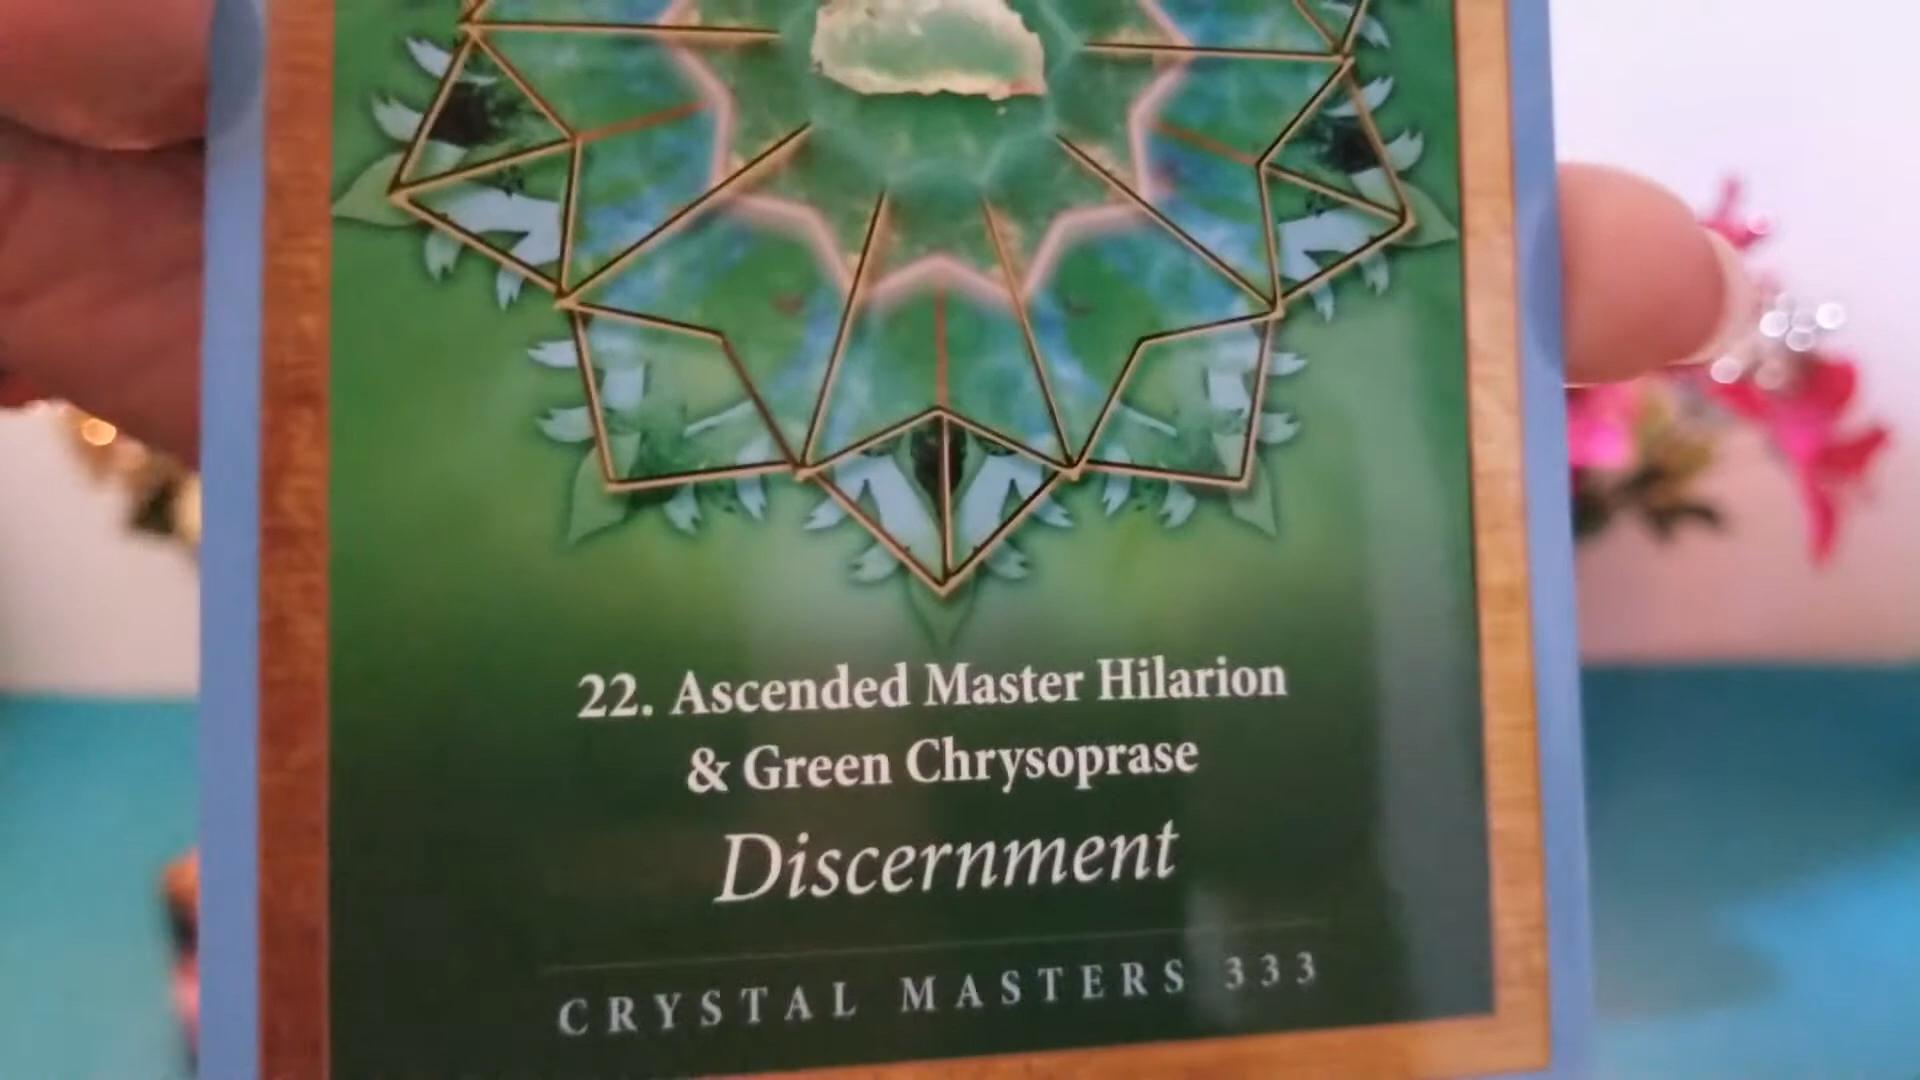 22. Ascended Master Hilarion
& Green Chrysoprase
Discernment
CRYSTAL MASTERS 333